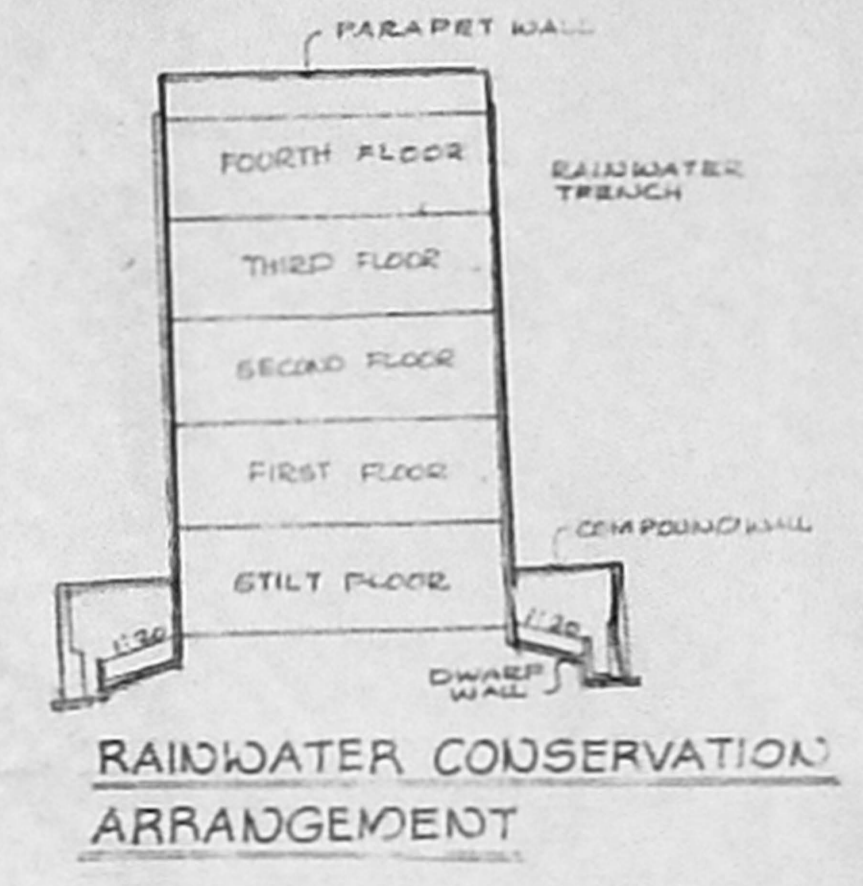 PARAPET WALL
FOURTH FLOOR
RAINWATER
TRENCH
THIRD FLOOR
SECOND FLOOR
FIRST FLOOR
COMPOUND WALL
STILT FLOOR
1:20
1:20
DWARF
WALL
RAINWATER CONSERVATION
ARRANGEMENT